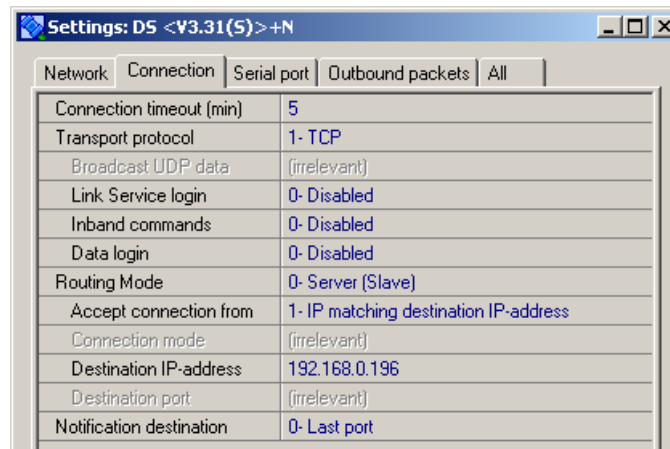 Settings: DS <V3.31(S)>+N
Network Connection Serial port Outbound packets All
Connection timeout (min) 5
Transport protocol 1- TCP
Broadcast UDP data (irrelevant)
Link Service login 0- Disabled
Inband commands 0- Disabled
Data login 0- Disabled
Routing Mode 0- Server (Slave)
Accept connection from 1- IP matching destination IP-address
Connection mode (irrelevant)
Destination IP-address 192.168.0.196
Destination port (irrelevant)
Notification destination 0- Last port